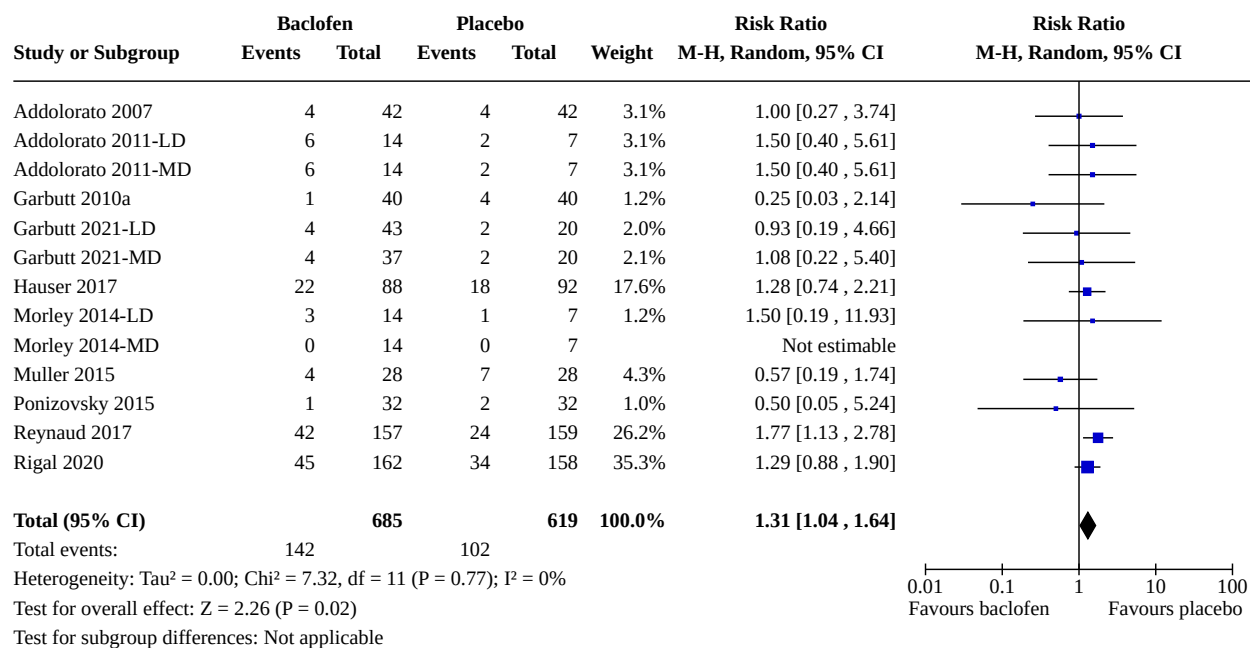 Baclofen Placebo Risk Ratio Risk Ratio
Study or Subgroup Events Total Events Total Weight M-H, Random, 95% CI M-H, Random, 95% CI
Addolorato 2007 4 42 4 42 3.1% 1.00 [0.27 , 3.74]
Addolorato 2011-LD 6 14 2 7 3.1% 1.50 [0.40 , 5.61]
Addolorato 2011-MD 6 14 2 7 3.1% 1.50 [0.40 , 5.61]
Garbutt 2010a 1 40 4 40 1.2% 0.25 [0.03 , 2.14]
Garbutt 2021-LD 4 43 2 20 2.0% 0.93 [0.19 , 4.66]
Garbutt 2021-MD 4 37 2 20 2.1% 1.08 [0.22 , 5.40]
Hauser 2017 22 88 18 92 17.6% 1.28 [0.74 , 2.21]
Morley 2014-LD 3 14 1 7 1.2% 1.50 [0.19 , 11.93]
Morley 2014-MD 0 14 0 7 Not estimable
Muller 2015 4 28 7 28 4.3% 0.57 [0.19 , 1.74]
Ponizovsky 2015 1 32 2 32 1.0% 0.50 [0.05 , 5.24]
Reynaud 2017 42 157 24 159 26.2% 1.77 [1.13 , 2.78]
Rigal 2020 45 162 34 158 35.3% 1.29 [0.88 , 1.90]
Total (95% CI) 685 619 100.0% 1.31 [1.04 , 1.64]
Total events: 142 102
Heterogeneity: Tau² = 0.00; Chi² = 7.32, df = 11 (P = 0.77); I² = 0%
Test for overall effect: Z = 2.26 (P = 0.02)
Test for subgroup differences: Not applicable
0.01 0.1 1 10 100
Favours baclofen Favours placebo